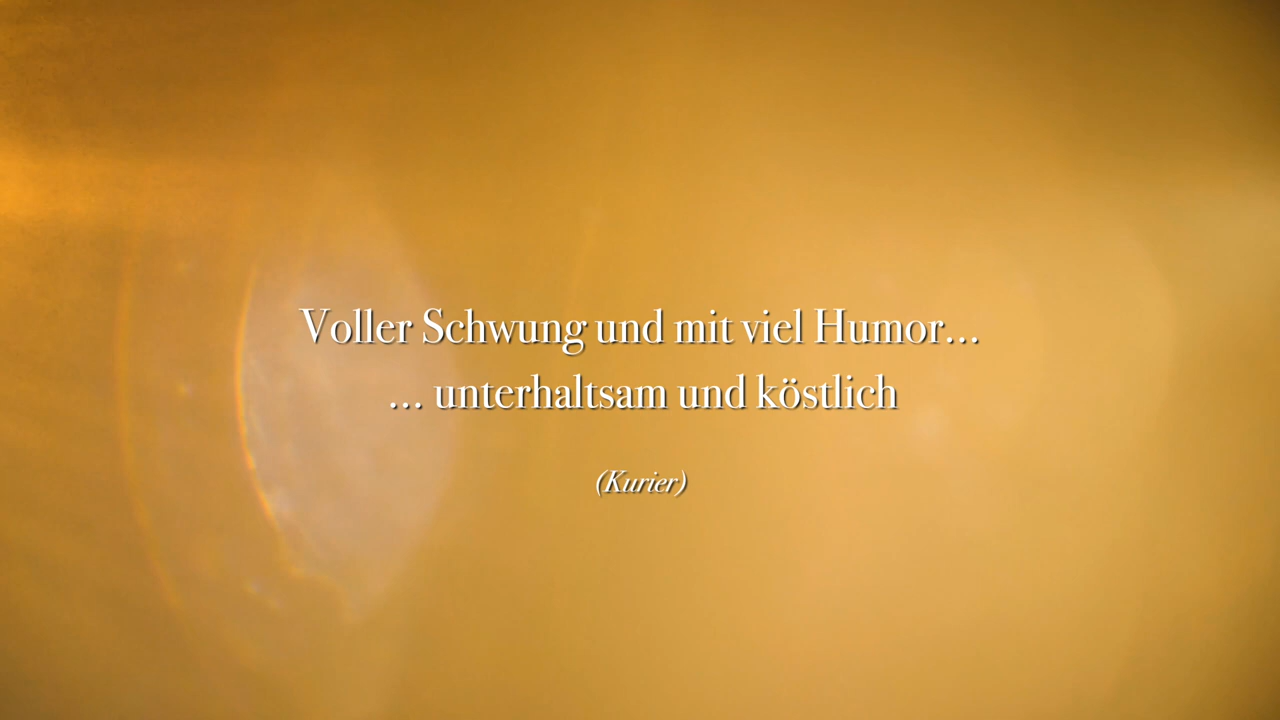 Voller Schwung und mit viel Humor...
... unterhaltsam und köstlich
(Kurier)